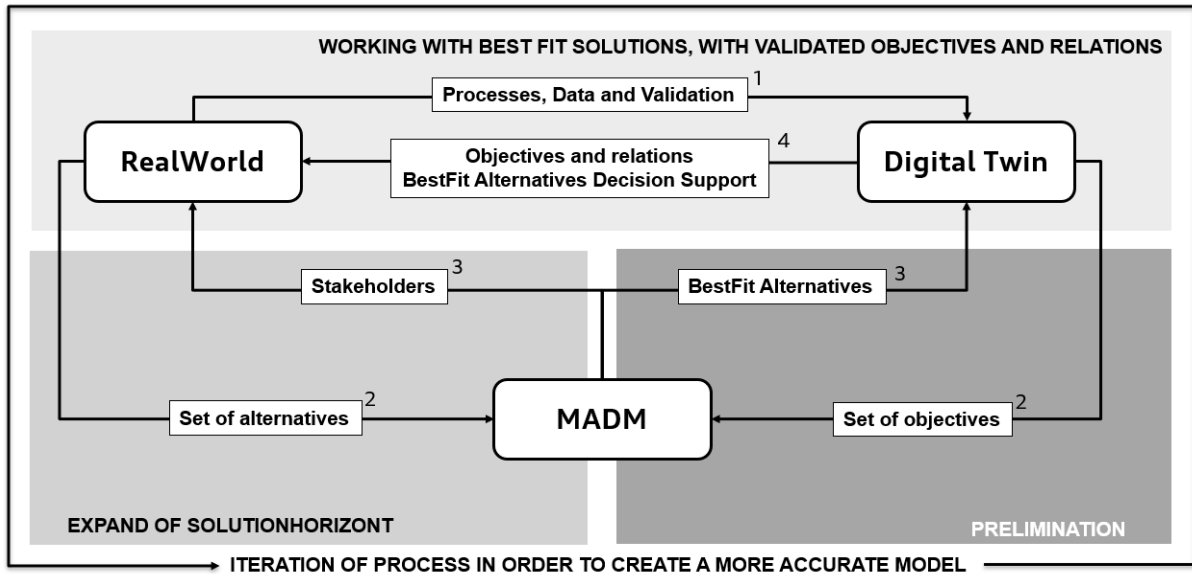 WORKING WITH BEST FIT SOLUTIONS, WITH VALIDATED OBJECTIVES AND RELATIONS
1
Processes, Data and Validation
RealWorld
4
Objectives and relations
BestFit Alternatives Decision Support
Digital Twin
3
Stakeholders
3
BestFit Alternatives
2
Set of alternatives
MADM
2
Set of objectives
EXPAND OF SOLUTIONHORIZONT
PRELIMINATION
ITERATION OF PROCESS IN ORDER TO CREATE A MORE ACCURATE MODEL